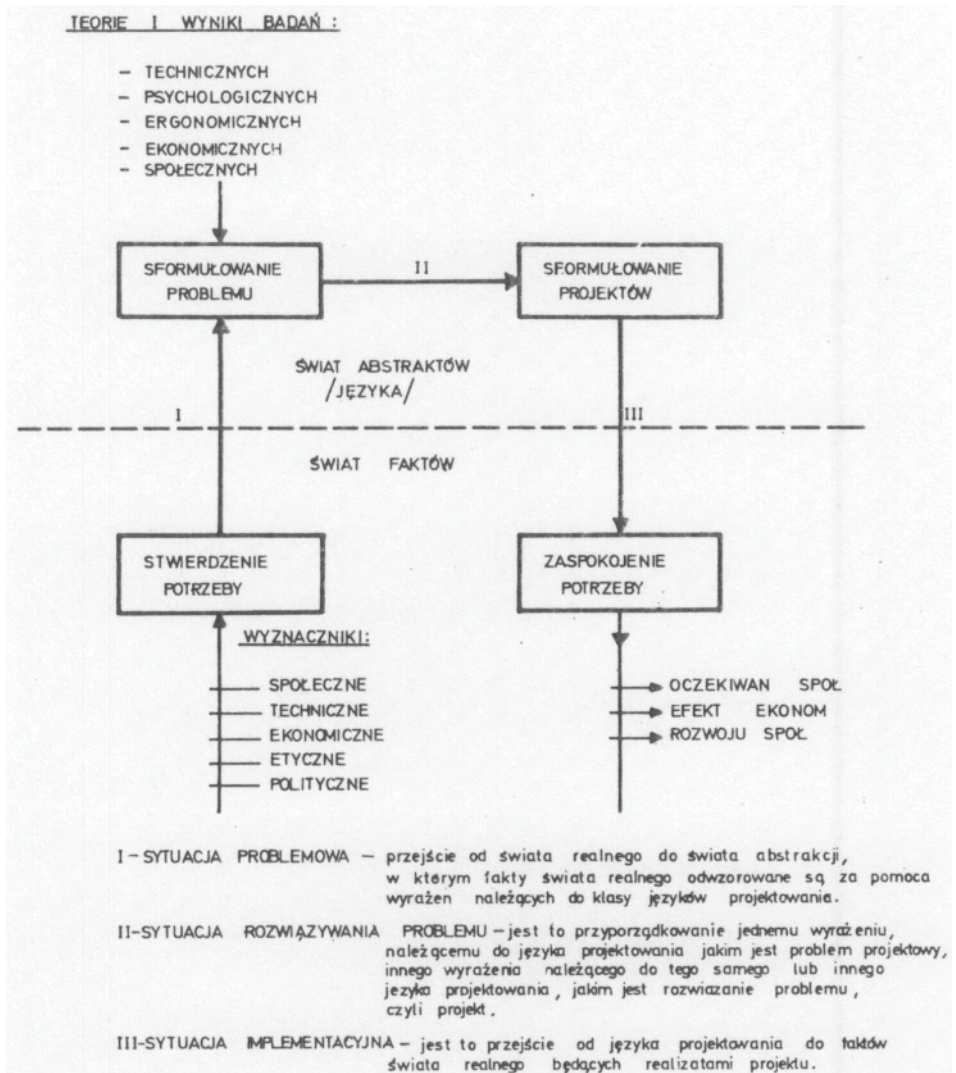 TEORIE I WYNIKI BADAŃ :
- TECHNICZNYCH
- PSYCHOLOGICZNYCH
- ERGONOMICZNYCH
- EKONOMICZNYCH
- SPOŁECZNYCH
SFORMUŁOWANIE
PROBLEMU
II
SFORMUŁOWANIE
PROJEKTÓW
ŚWIAT ABSTRAKTÓW
/JĘZYKA/
I
III
ŚWIAT FAKTÓW
STWIERDZENIE
POTRZEBY
ZASPOKOJENIE
POTRZEBY
WYZNACZNIKI:
SPOŁECZNE
TECHNICZNE
EKONOMICZNE
ETYCZNE
POLITYCZNE
OCZEKIWAN SPOŁ
EFEKT EKONOM
ROZWOJU SPOŁ
I - SYTUACJA PROBLEMOWA - przejście od świata realnego do świata abstrakcji,
w którym fakty świata realnego odwzorowane są za pomoca
wyrażen należących do klasy języków projektowania.
II-SYTUACJA ROZWIĄZYWANIA PROBLEMU - jest to przyporządkowanie jednemu wyrażeniu,
należącemu do języka projektowania jakim jest problem projektowy,
innego wyrażenia należącego do tego samego lub innego
jezyka projektowania, jakim jest rozwiazanie problemu,
czyli projekt.
III-SYTUACJA IMPLEMENTACYJNA - jest to przejście od języka projektowania do faktów
świata realnego będących realizatami projektu.